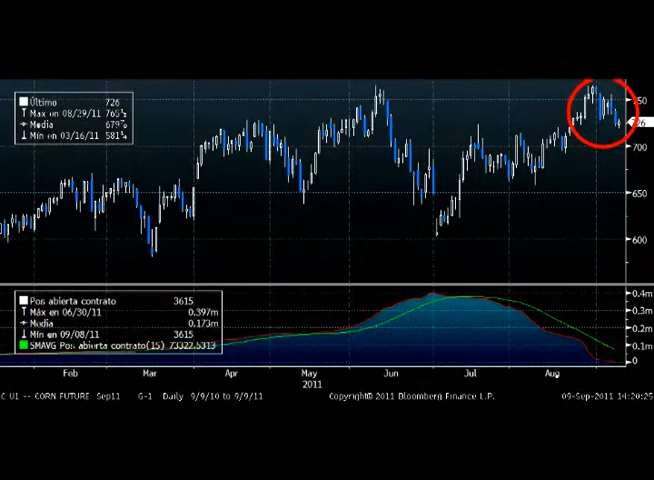 Último 726
Max on 08/29/11 765½
Media
Mín en 03/16/11 581¼
750
700
650
600
Pos abierta contrato 3615
Máx en 06/30/11 0.397m
Media 0.173m
Mín en 09/08/11 3615
SMAVG Pos abierta contrato(15) 73322.5313
0.4m
0.3m
0.2m
0.1m
0
Feb Mar Apr May Jun Jul Aug
2011
C U1 -- CORN FUTURE Sep11 G-1 Daily 9/9/10 to 9/9/11 Copyright© 2011 Bloomberg Finance L.P. 09-Sep-2011 14:20:25